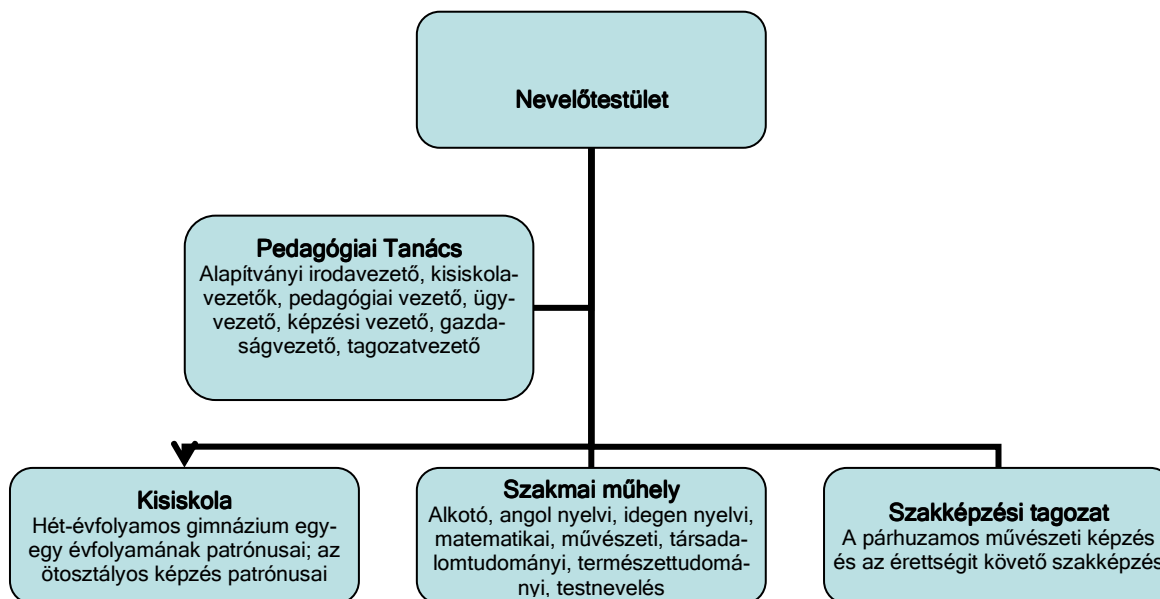 Nevelőtestület
Pedagógiai Tanács
Alapítványi irodavezető, kisiskola-
vezetők, pedagógiai vezető, ügy-
vezető, képzési vezető, gazda-
ságvezető, tagozatvezető
Kisiskola
Hét-évfolyamos gimnázium egy-
egy évfolyamának patrónusai; az
ötosztályos képzés patrónusai
Szakmai műhely
Alkotó, angol nyelvi, idegen nyelvi,
matematikai, művészeti, társada-
lomtudományi, természettudomá-
nyi, testnevelés
Szakképzési tagozat
A párhuzamos művészeti képzés
és az érettségit követő szakképzés